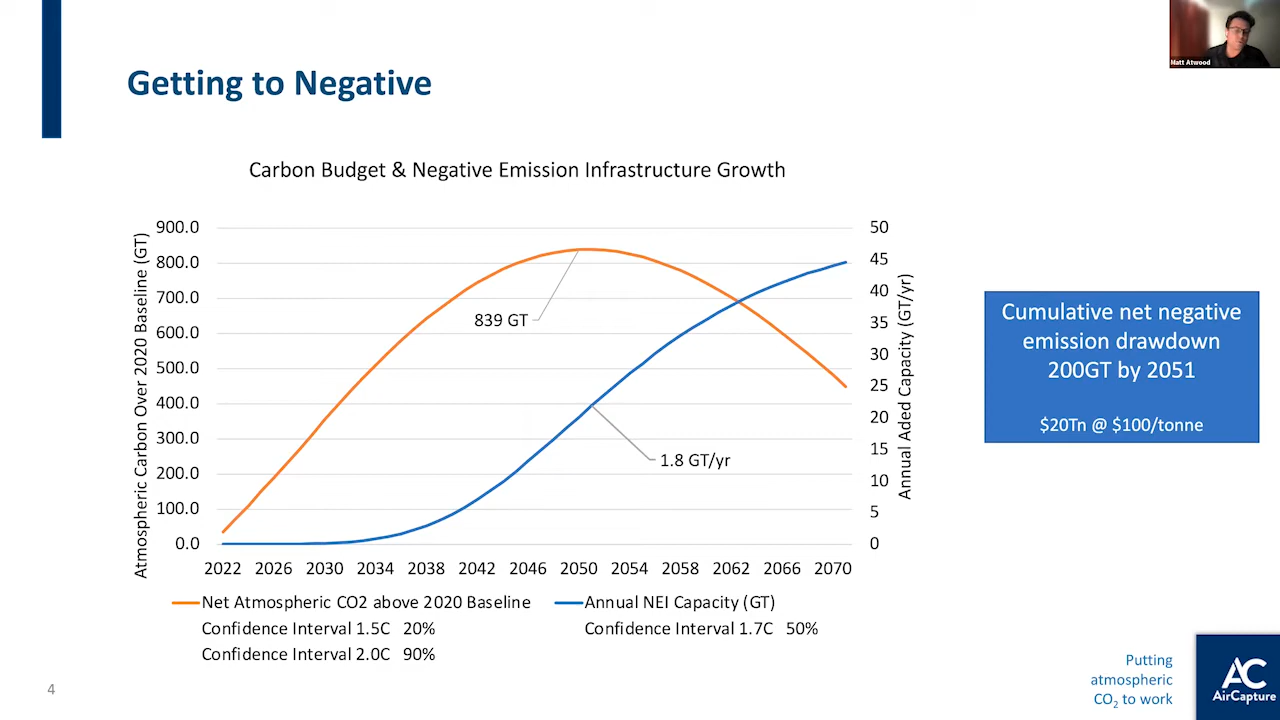 Matt Atwood
Getting to Negative
Carbon Budget & Negative Emission Infrastructure Growth
Atmospheric Carbon Over 2020 Baseline (GT)
900.0
800.0
700.0
600.0
500.0
400.0
300.0
200.0
100.0
0.0
839 GT
1.8 GT/yr
50
45
40
35
30
25
20
15
10
5
0
Annual Aded Capacity (GT/yr)
2022 2026 2030 2034 2038 2042 2046 2050 2054 2058 2062 2066 2070
Net Atmospheric CO2 above 2020 Baseline
Annual NEI Capacity (GT)
Confidence Interval 1.5C 20%
Confidence Interval 1.7C 50%
Confidence Interval 2.0C 90%
Cumulative net negative
emission drawdown
200GT by 2051
$20Tn @ $100/tonne
4
Putting
atmospheric
CO₂ to work
AC
AirCapture